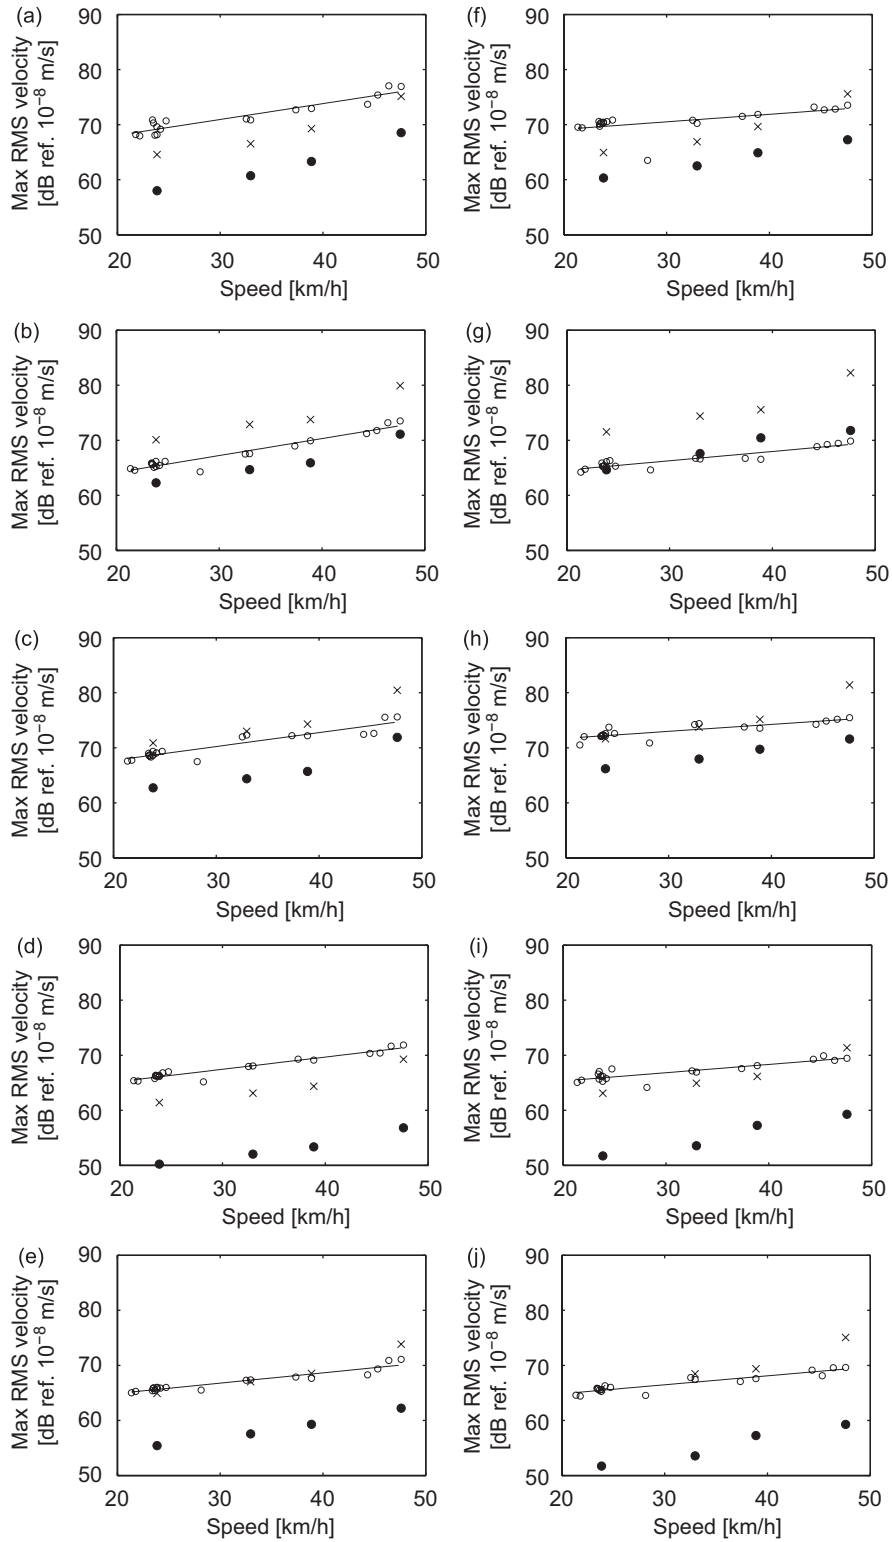 (a)
Max RMS velocity
[dB ref. 10⁻⁸ m/s]
90
80
70
60
50
20 30 40 50
Speed [km/h]
(f)
Max RMS velocity
[dB ref. 10⁻⁸ m/s]
90
80
70
60
50
20 30 40 50
Speed [km/h]
(b)
Max RMS velocity
[dB ref. 10⁻⁸ m/s]
90
80
70
60
50
20 30 40 50
Speed [km/h]
(g)
Max RMS velocity
[dB ref. 10⁻⁸ m/s]
90
80
70
60
50
20 30 40 50
Speed [km/h]
(c)
Max RMS velocity
[dB ref. 10⁻⁸ m/s]
90
80
70
60
50
20 30 40 50
Speed [km/h]
(h)
Max RMS velocity
[dB ref. 10⁻⁸ m/s]
90
80
70
60
50
20 30 40 50
Speed [km/h]
(d)
Max RMS velocity
[dB ref. 10⁻⁸ m/s]
90
80
70
60
50
20 30 40 50
Speed [km/h]
(i)
Max RMS velocity
[dB ref. 10⁻⁸ m/s]
90
80
70
60
50
20 30 40 50
Speed [km/h]
(e)
Max RMS velocity
[dB ref. 10⁻⁸ m/s]
90
80
70
60
50
20 30 40 50
Speed [km/h]
(j)
Max RMS velocity
[dB ref. 10⁻⁸ m/s]
90
80
70
60
50
20 30 40 50
Speed [km/h]